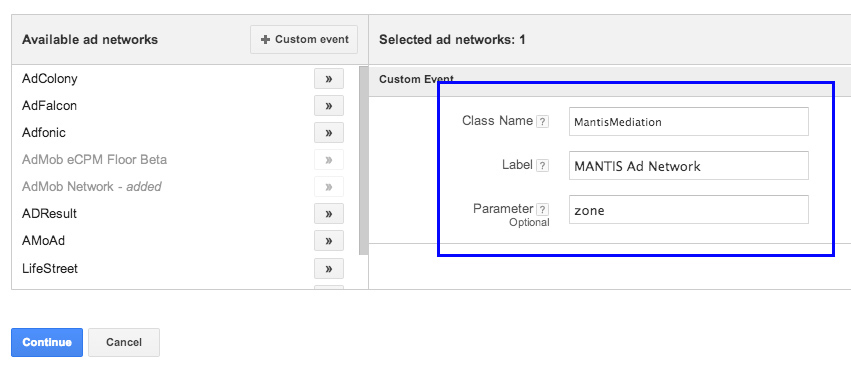 Available ad networks
+ Custom event
Selected ad networks: 1
AdColony »
AdFalcon »
Adfonic »
AdMob eCPM Floor Beta »
AdMob Network - added »
ADResult »
AMoAd »
LifeStreet »
Custom Event
Class Name ? MantisMediation
Label ? MANTIS Ad Network
Parameter ? zone
Optional
Continue
Cancel